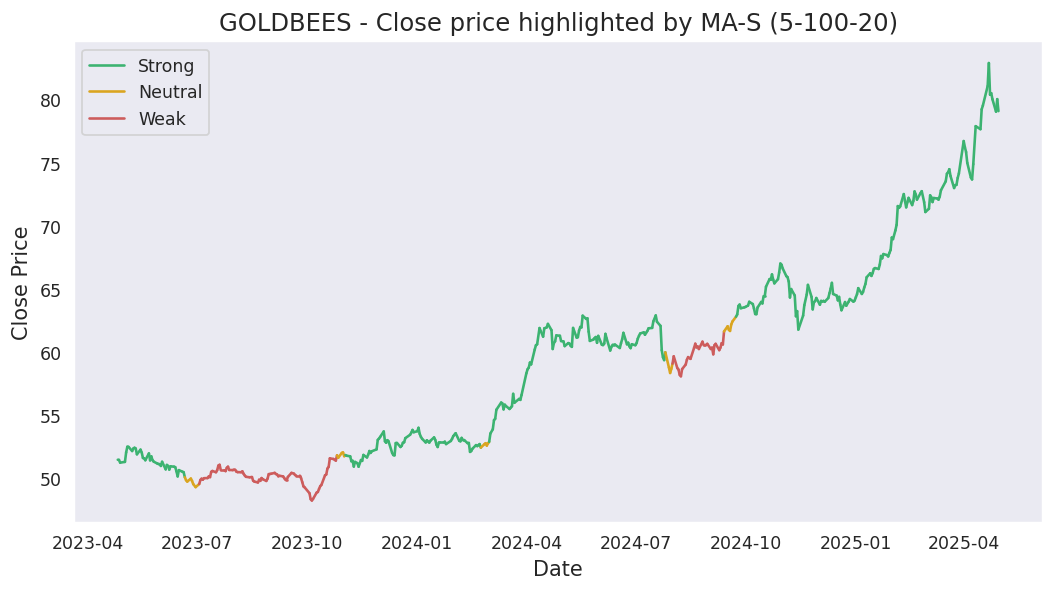 GOLDBEES - Close price highlighted by MA-S (5-100-20)
Strong
Neutral
Weak
Close Price
80
75
70
65
60
55
50
2023-04 2023-07 2023-10 2024-01 2024-04 2024-07 2024-10 2025-01 2025-04
Date